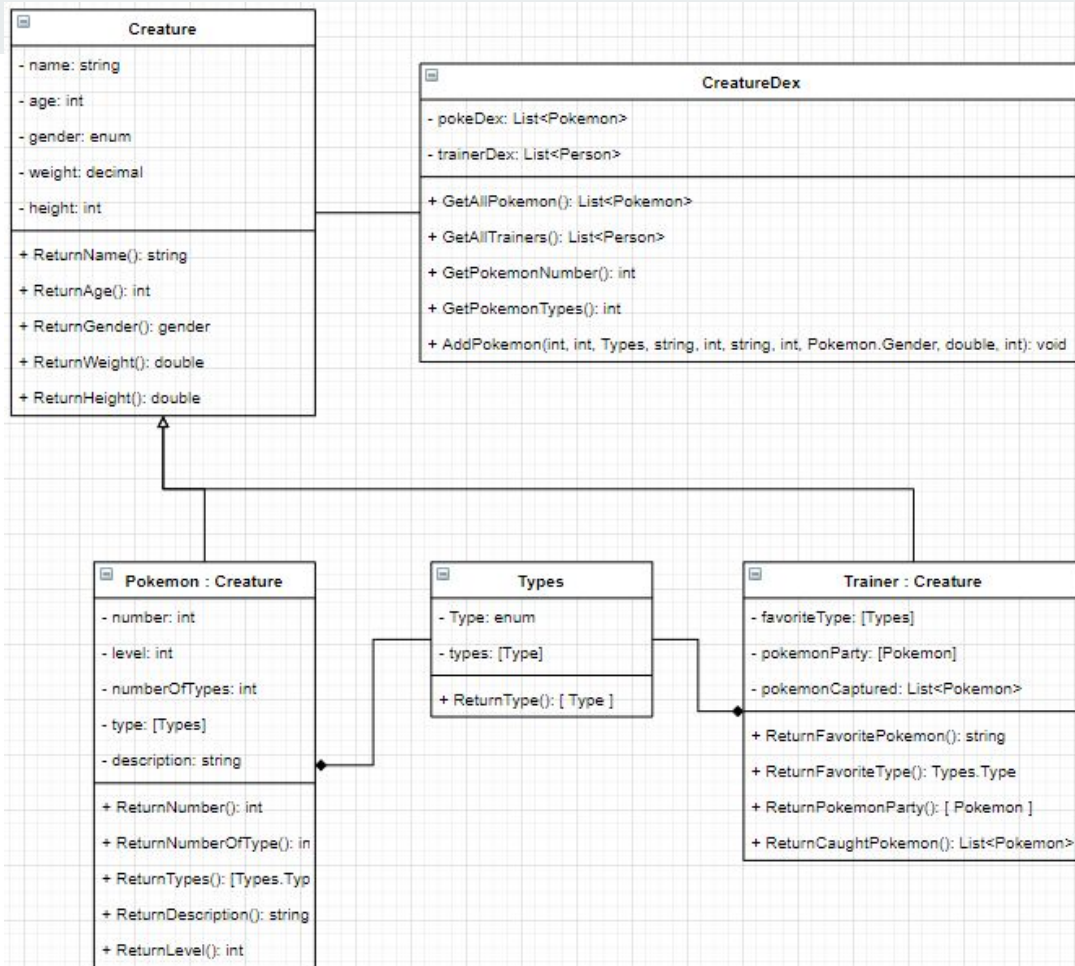 Creature
- name: string
- age: int
- gender: enum
- weight: decimal
- height: int
+ ReturnName(): string
+ ReturnAge(): int
+ ReturnGender(): gender
+ ReturnWeight(): double
+ ReturnHeight(): double
CreatureDex
- pokeDex: List<Pokemon>
- trainerDex: List<Person>
+ GetAllPokemon(): List<Pokemon>
+ GetAllTrainers(): List<Person>
+ GetPokemonNumber(): int
+ GetPokemonTypes(): int
+ AddPokemon(int, int, Types, string, int, string, int, Pokemon.Gender, double, int): void
Pokemon : Creature
- number: int
- level: int
- numberOfTypes: int
- type: [Types]
- description: string
+ ReturnNumber(): int
+ ReturnNumberOfType(): in
+ ReturnTypes(): [Types.Typ
+ ReturnDescription(): string
+ ReturnLevel(): int
Types
- Type: enum
- types: [Type]
+ ReturnType(): [ Type ]
Trainer : Creature
- favoriteType: [Types]
- pokemonParty: [Pokemon]
- pokemonCaptured: List<Pokemon>
+ ReturnFavoritePokemon(): string
+ ReturnFavoriteType(): Types.Type
+ ReturnPokemonParty(): [ Pokemon ]
+ ReturnCaughtPokemon(): List<Pokemon>